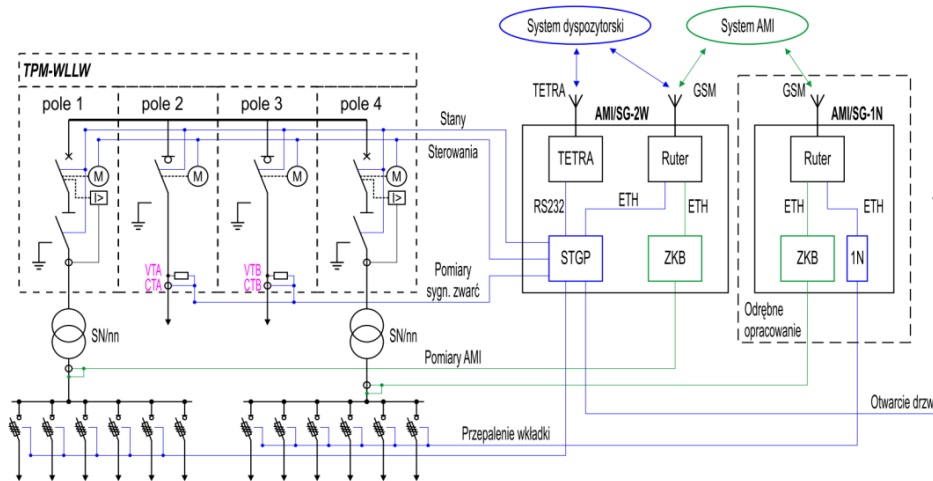 System dyspozytorski
System AMI
TPM-WLLW
pole 1
pole 2
pole 3
pole 4
TETRA
GSM
AMI/SG-2W
GSM
AMI/SG-1N
Stany
Sterowania
M
I>
M
M
M
I>
TETRA
Ruter
Ruter
RS232
ETH
ETH
ETH
ETH
STGP
ZKB
ZKB
1N
VTA
CTA
VTB
CTB
Pomiary
sygn. zwarć
Odrębne
opracowanie
SN/nn
SN/nn
Pomiary AMI
Otwarcie drzw
Przepalenie wkładki